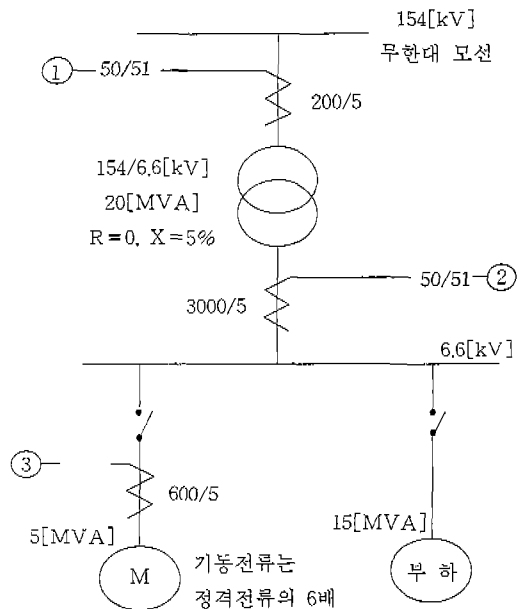 154[kV]
무한대 모선
① 50/51
200/5
154/6.6[kV]
20[MVA]
R=0, X=5%
50/51 ②
3000/5
6.6[kV]
③
600/5
5[MVA]
15[MVA]
M
기동전류는
정격전류의 6배
부 하